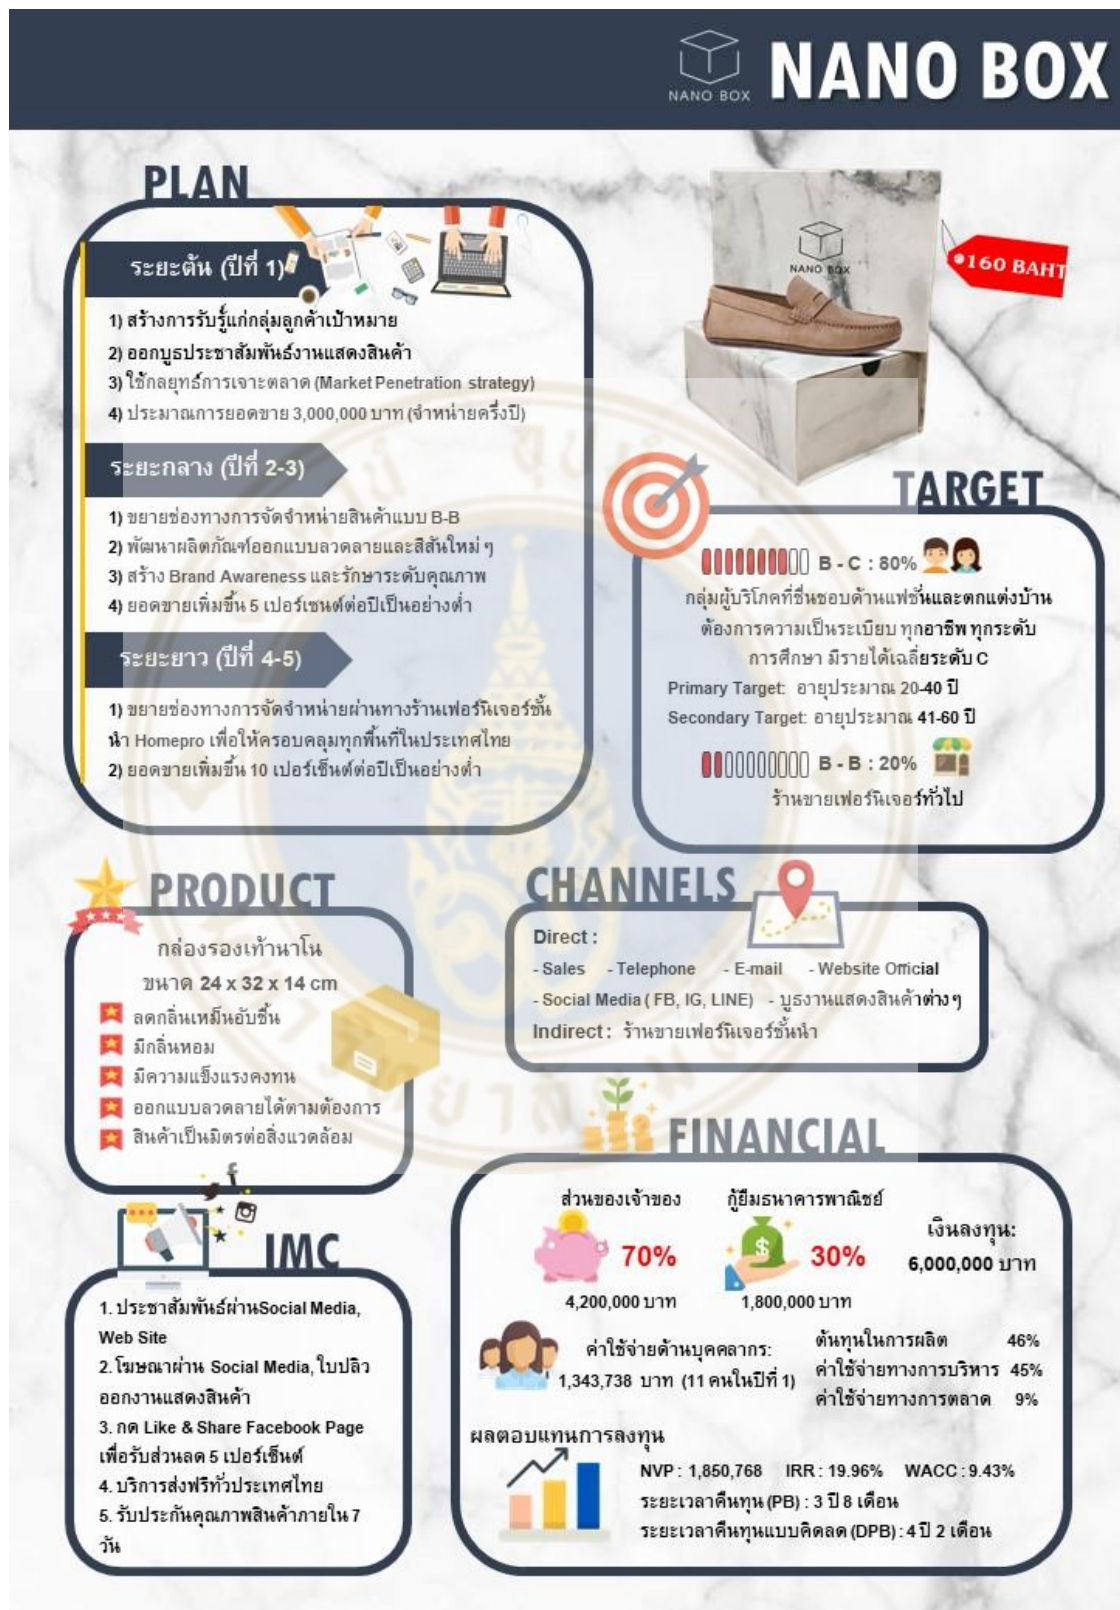 NANO BOX
NANO BOX
PLAN
ระยะต้น (ปีที่ 1)
1) สร้างการรับรู้แก่กลุ่มลูกค้าเป้าหมาย
2) ออกบูธประชาสัมพันธ์งานแสดงสินค้า
3) ใช้กลยุทธ์การเจาะตลาด (Market Penetration strategy)
4) ประมาณการยอดขาย 3,000,000 บาท (จำหน่ายครึ่งปี)
ระยะกลาง (ปีที่ 2-3)
1) ขยายช่องทางการจัดจำหน่ายสินค้าแบบ B-B
2) พัฒนาผลิตภัณฑ์ออกแบบลวดลายและสีสันใหม่ ๆ
3) สร้าง Brand Awareness และรักษาระดับคุณภาพ
4) ยอดขายเพิ่มขึ้น 5 เปอร์เซนต์ต่อปีเป็นอย่างต่ำ
ระยะยาว (ปีที่ 4-5)
1) ขยายช่องทางการจัดจำหน่ายผ่านทางร้านเฟอร์นิเจอร์ชั้น
นำ Homepro เพื่อให้ครอบคลุมทุกพื้นที่ในประเทศไทย
2) ยอดขายเพิ่มขึ้น 10 เปอร์เซ็นต์ต่อปีเป็นอย่างต่ำ
NANO BOX
160 BAHT
TARGET
B - C : 80%
กลุ่มผู้บริโภคที่ชื่นชอบด้านแฟชั่นและตกแต่งบ้าน
ต้องการความเป็นระเบียบ ทุกอาชีพ ทุกระดับ
การศึกษา มีรายได้เฉลี่ยระดับ C
Primary Target: อายุประมาณ 20-40 ปี
Secondary Target: อายุประมาณ 41-60 ปี
B - B : 20%
ร้านขายเฟอร์นิเจอร์ทั่วไป
PRODUCT
กล่องรองเท้านาโน
ขนาด 24 x 32 x 14 cm
ลดกลิ่นเหม็นอับชื้น
มีกลิ่นหอม
มีความแข็งแรงคงทน
ออกแบบลวดลายได้ตามต้องการ
สินค้าเป็นมิตรต่อสิ่งแวดล้อม
CHANNELS
Direct :
- Sales - Telephone - E-mail - Website Official
- Social Media ( FB, IG, LINE) - บูธงานแสดงสินค้าต่าง ๆ
Indirect : ร้านขายเฟอร์นิเจอร์ชั้นนำ
IMC
1. ประชาสัมพันธ์ผ่านSocial Media,
Web Site
2. โฆษณาผ่าน Social Media, ใบปลิว
ออกงานแสดงสินค้า
3. กด Like & Share Facebook Page
เพื่อรับส่วนลด 5 เปอร์เซ็นต์
4. บริการส่งฟรีทั่วประเทศไทย
5. รับประกันคุณภาพสินค้าภายใน 7
วัน
FINANCIAL
ส่วนของเจ้าของ
70%
4,200,000 บาท
กู้ยืมธนาคารพาณิชย์
30%
1,800,000 บาท
เงินลงทุน:
6,000,000 บาท
ค่าใช้จ่ายด้านบุคคลากร:
1,343,738 บาท (11 คนในปีที่ 1)
ต้นทุนในการผลิต 46%
ค่าใช้จ่ายทางการบริหาร 45%
ค่าใช้จ่ายทางการตลาด 9%
ผลตอบแทนการลงทุน
NVP : 1,850,768 IRR : 19.96% WACC : 9.43%
ระยะเวลาคืนทุน (PB) : 3 ปี 8 เดือน
ระยะเวลาคืนทุนแบบคิดลด (DPB) : 4 ปี 2 เดือน